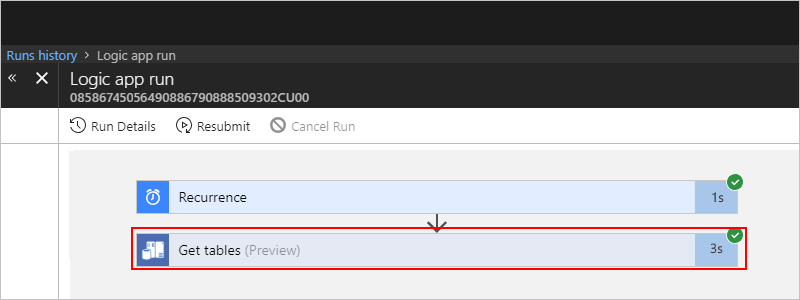 Runs history > Logic app run
« × Logic app run
08586745056490886790888509302CU00
Run Details Resubmit Cancel Run
Recurrence 1s
Get tables (Preview) 3s